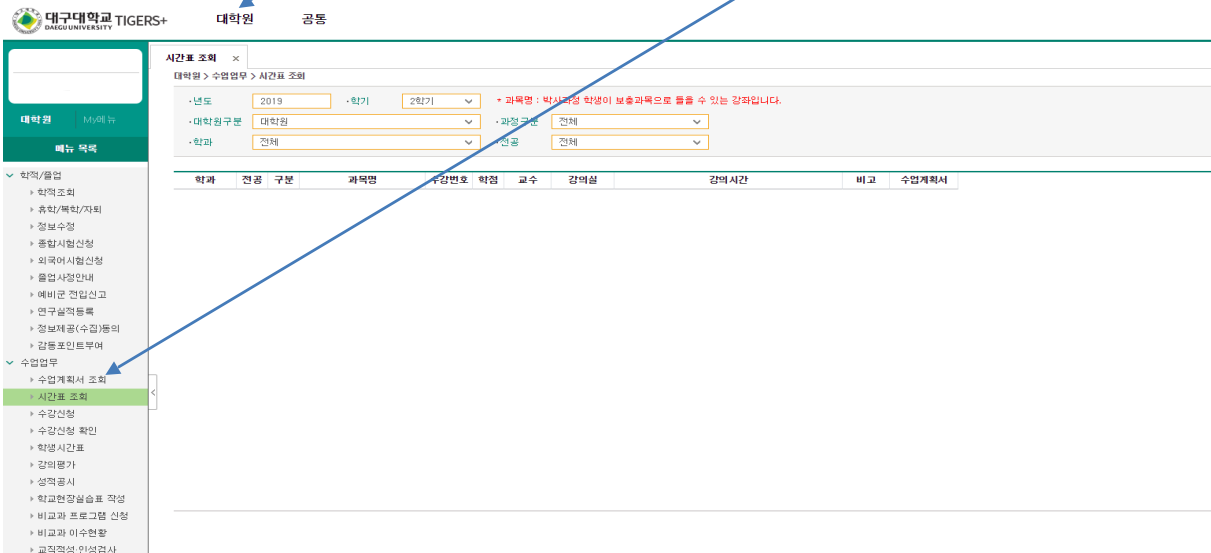 대구대학교 TIGERS+
DAEGU UNIVERSITY
대학원 공통
대학원 My메뉴
메뉴 목록
학적/졸업
학적조회
휴학/복학/자퇴
정보수정
종합시험신청
외국어시험신청
졸업사정안내
예비군 전입신고
연구실적등록
정보제공(수집)동의
감동포인트부여
수업업무
수업계획서 조회
시간표 조회
수강신청
수강신청 확인
학생시간표
강의평가
성적공시
학교현장실습표 작성
비교과 프로그램 신청
비교과 이수현황
교직적성·인성검사
시간표 조회 ×
대학원 > 수업업무 > 시간표 조회
·년도 2019 ·학기 2학기 * 과목명 : 박사과정 학생이 보충과목으로 들을 수 있는 강좌입니다.
·대학원구분 대학원 ·과정구분 전체
·학과 전체 ·전공 전체
학과 전공 구분 과목명 수강번호 학점 교수 강의실 강의시간 비고 수업계획서